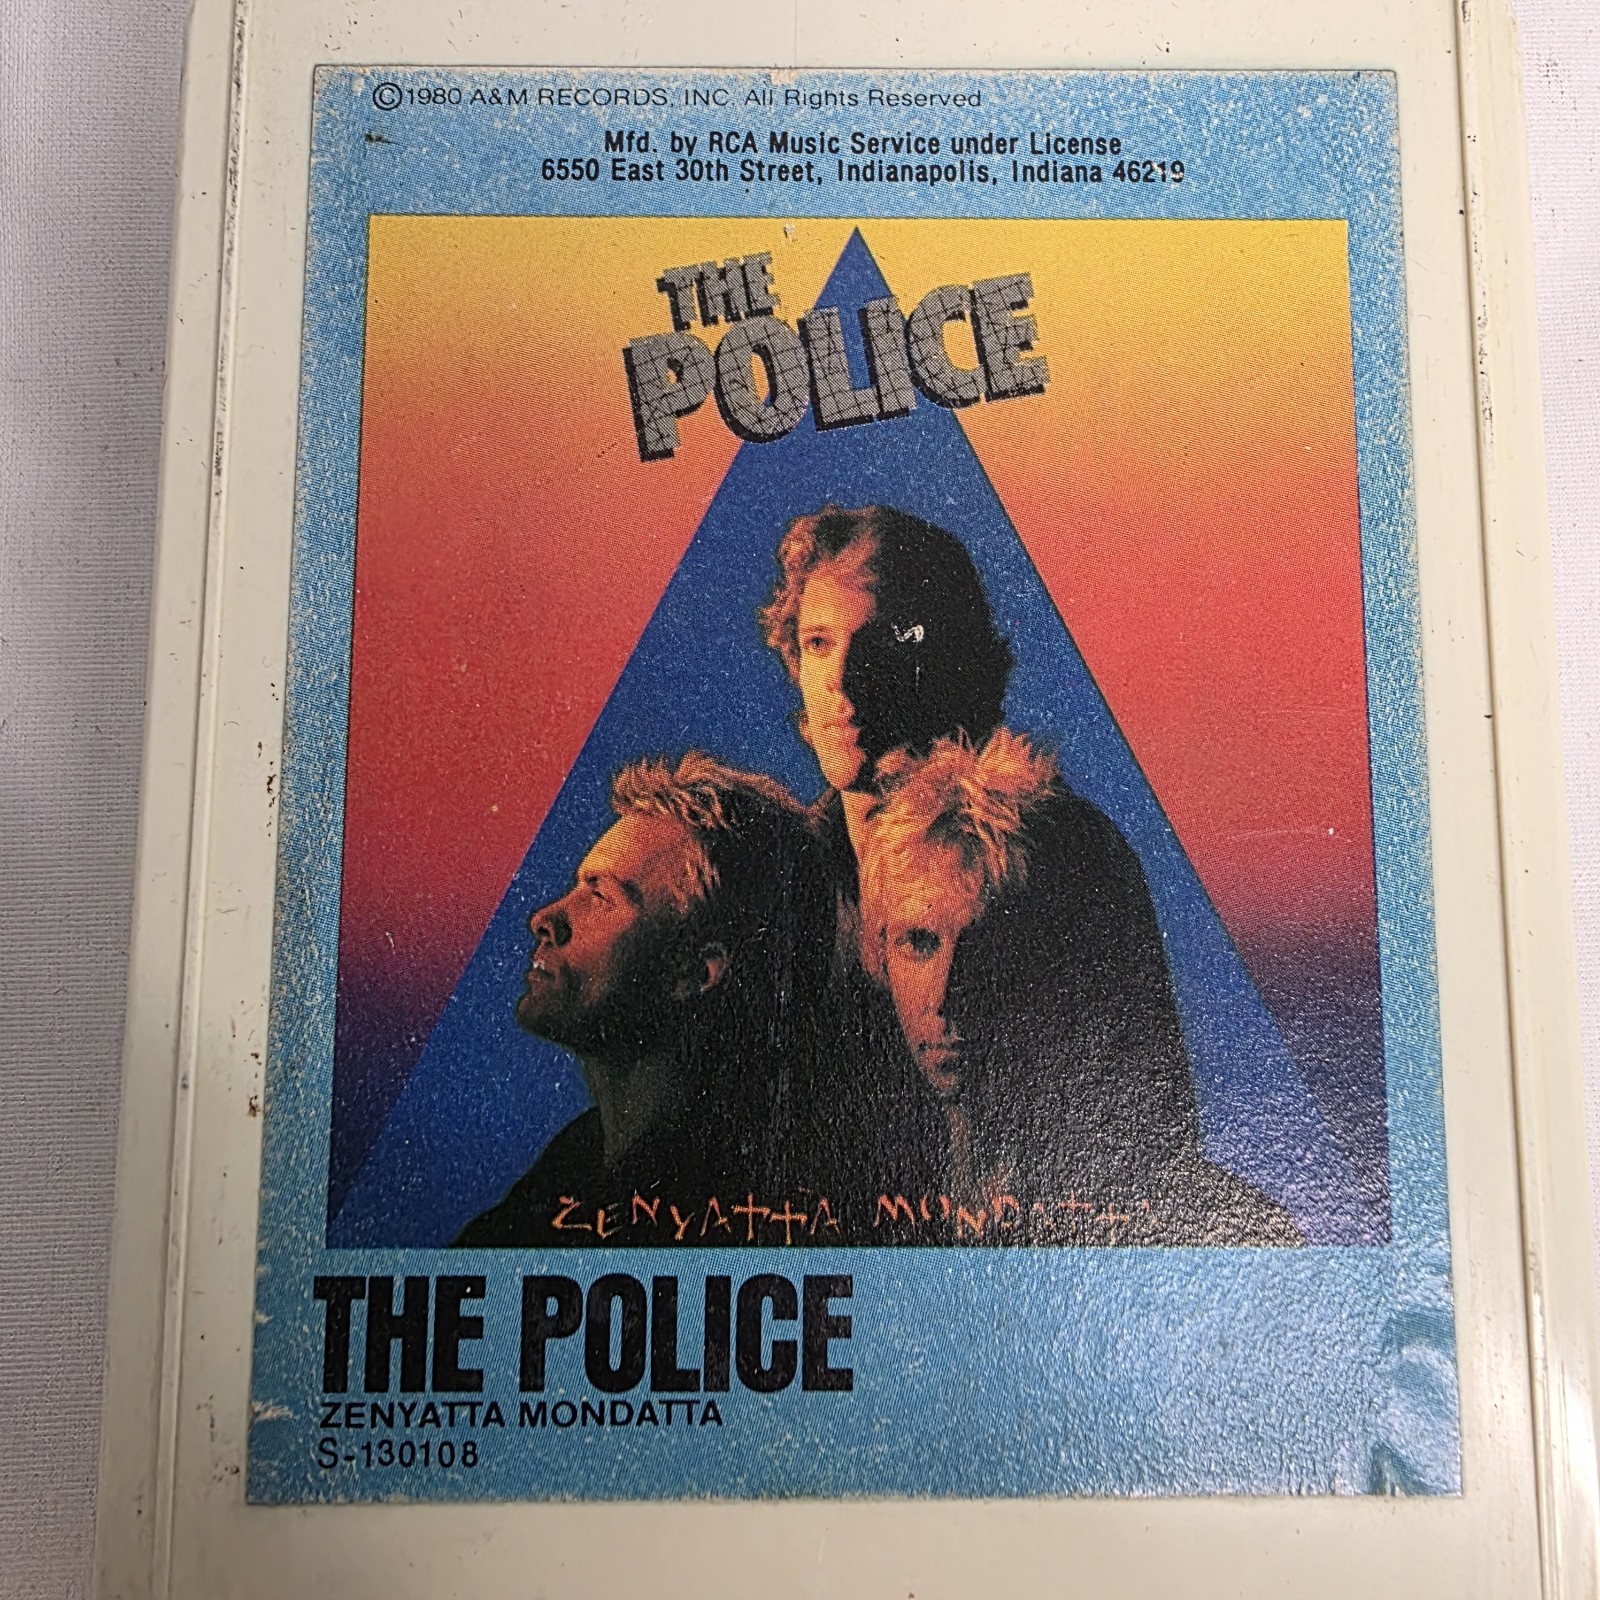 ©1980 A&M RECORDS, INC. All Rights Reserved
Mfd. by RCA Music Service under License
6550 East 30th Street, Indianapolis, Indiana 46219
THE
POLICE
ZENYATTA MONDATTA
THE POLICE
ZENYATTA MONDATTA
S-130108